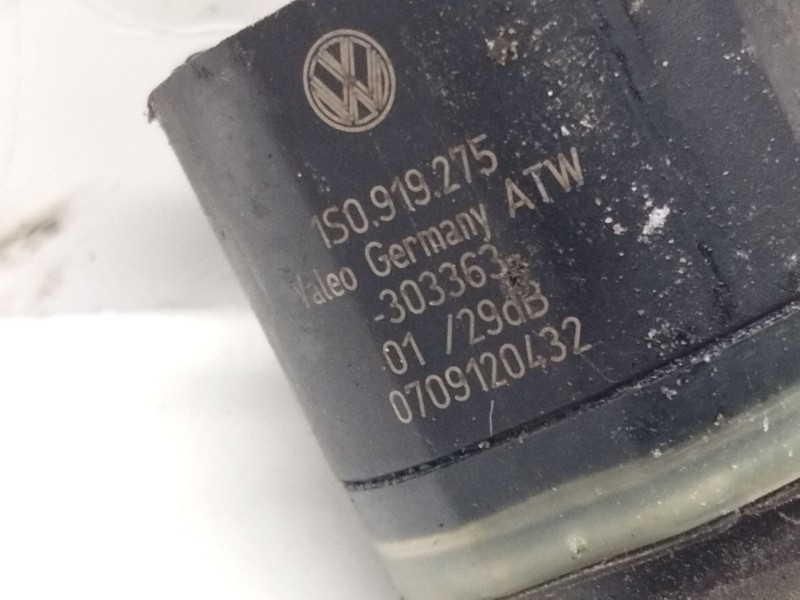 1S0.919.275
Valeo Germany ATW
-303363-
01 /29dB
0709120432